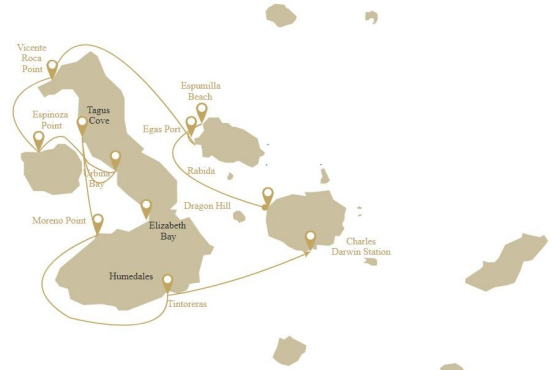 Vicente
Roca
Point
Espumilla
Beach
Tagus
Cove
Espinoza
Point
Egas Port
Urbina
Bay
Rabida
Dragon Hill
Moreno Point
Elizabeth
Bay
Charles
Darwin Station
Humedales
Tintoreras